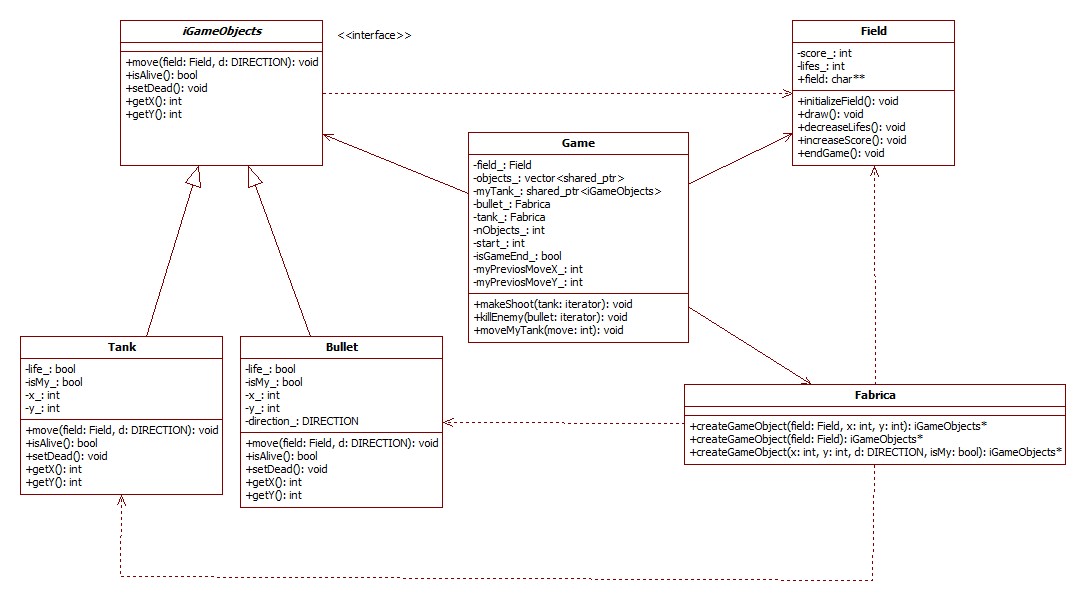 iGameObjects
<<interface>>
+move(field: Field, d: DIRECTION): void
+isAlive(): bool
+setDead(): void
+getX(): int
+getY(): int
Field
-score_: int
-lifes_: int
+field: char**
+initializeField(): void
+draw(): void
+decreaseLifes(): void
+increaseScore(): void
+endGame(): void
Game
-field_: Field
-objects_: vector<shared_ptr>
-myTank_: shared_ptr<iGameObjects>
-bullet_: Fabrica
-tank_: Fabrica
-nObjects_: int
-start_: int
-isGameEnd_: bool
-myPreviosMoveX_: int
-myPreviosMoveY_: int
+makeShoot(tank: iterator): void
+killEnemy(bullet: iterator): void
+moveMyTank(move: int): void
Tank
-life_: bool
-isMy_: bool
-x_: int
-y_: int
+move(field: Field, d: DIRECTION): void
+isAlive(): bool
+setDead(): void
+getX(): int
+getY(): int
Bullet
-life_: bool
-isMy_: bool
-x_: int
-y_: int
-direction_: DIRECTION
+move(field: Field, d: DIRECTION): void
+isAlive(): bool
+setDead(): void
+getX(): int
+getY(): int
Fabrica
+createGameObject(field: Field, x: int, y: int): iGameObjects*
+createGameObject(field: Field): iGameObjects*
+createGameObject(x: int, y: int, d: DIRECTION, isMy: bool): iGameObjects*